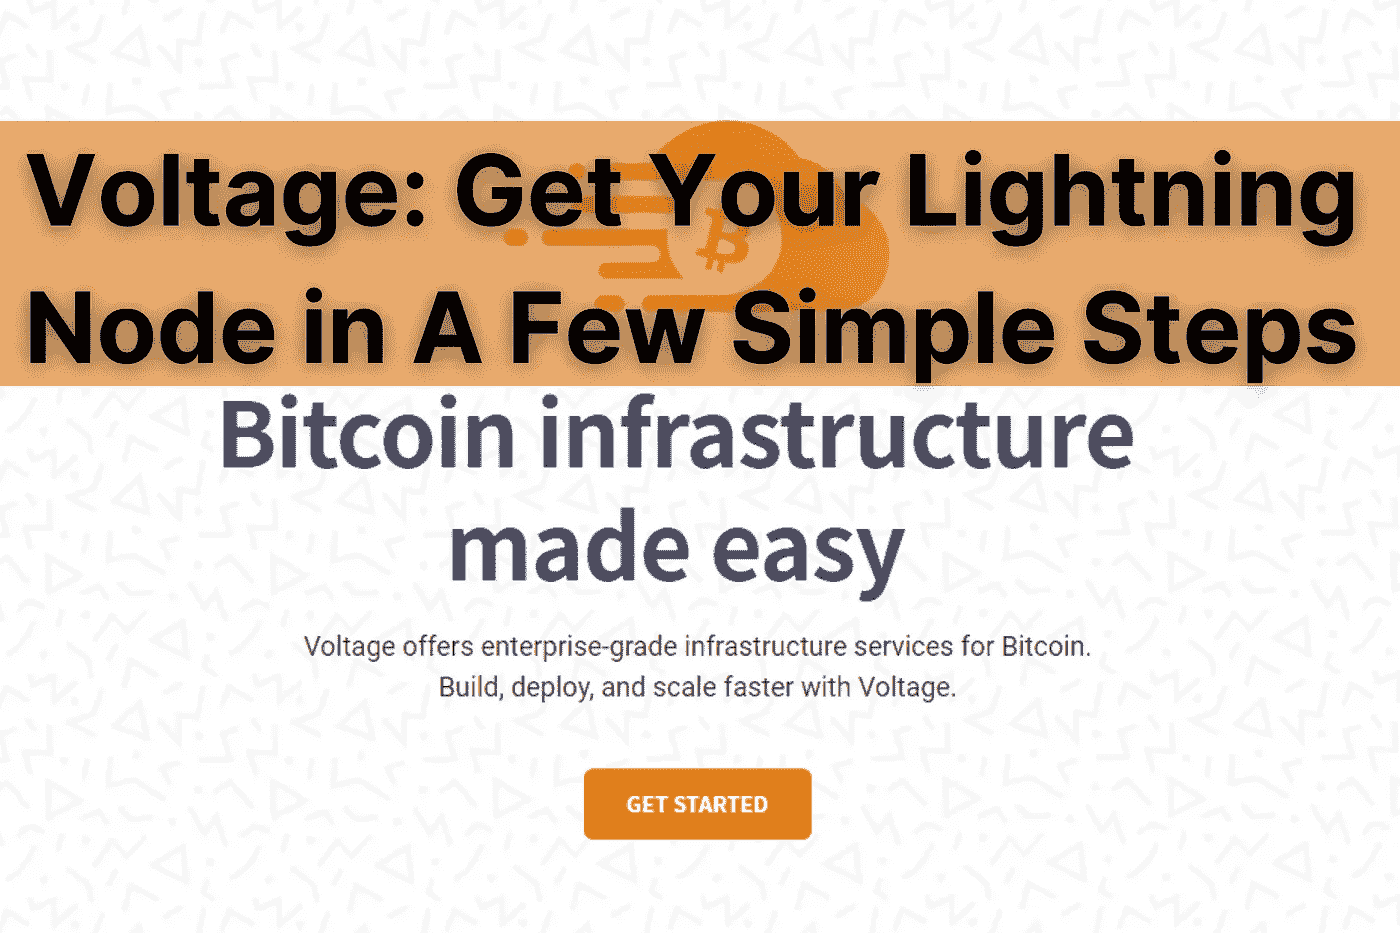 Voltage: Get Your Lightning
Node in A Few Simple Steps
Bitcoin infrastructure
made easy
Voltage offers enterprise-grade infrastructure services for Bitcoin.
Build, deploy, and scale faster with Voltage.
GET STARTED